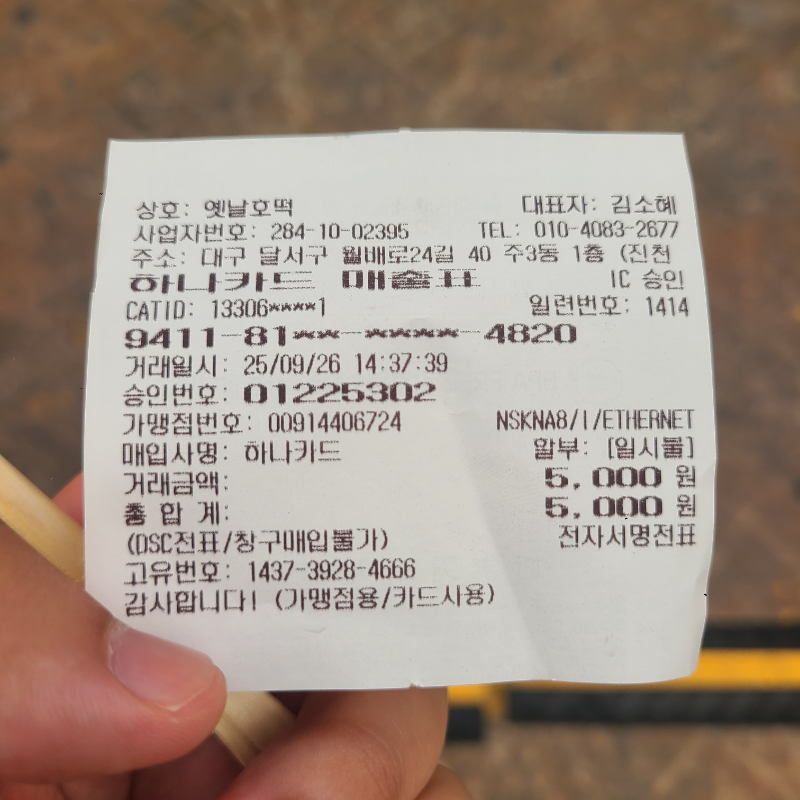 상호: 옛날호떡 대표자: 김소혜
사업자번호: 284-10-02395 TEL: 010-4083-2677
주소: 대구 달서구 월배로24길 40 주3동 1층 (진천
하나카드 매출표 IC 승인
CATID: 13306****1 일련번호: 1414
9411-81**-****-4820
거래일시: 25/09/26 14:37:39
승인번호: 01225302
가맹점번호: 00914406724 NSKNA8/I/ETHERNET
매입사명: 하나카드 할부: [일시불]
거래금액: 5,000 원
총 합 계: 5,000 원
(DSC전표/창구매입불가) 전자서명전표
고유번호: 1437-3928-4666
감사합니다! (가맹점용/카드사용)